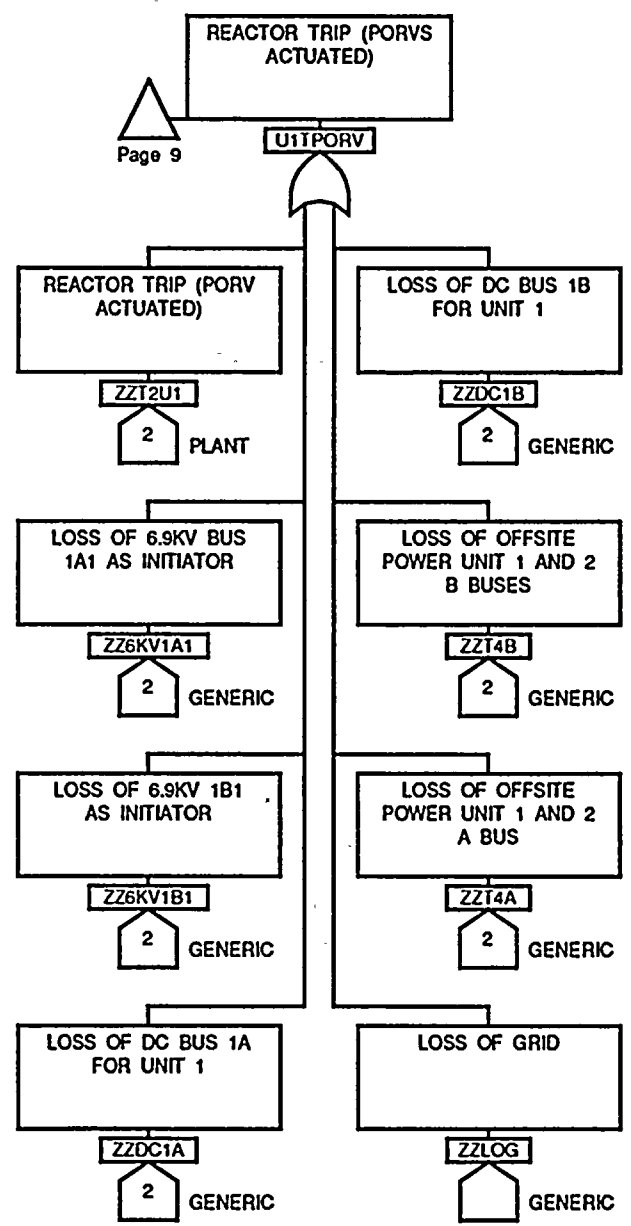 REACTOR TRIP (PORVS
ACTUATED)
Page 9
U1TPORV
REACTOR TRIP (PORV
ACTUATED)
ZZT2U1
2
PLANT
LOSS OF DC BUS 1B
FOR UNIT 1
ZZDC1B
2
GENERIC
LOSS OF 6.9KV BUS
1A1 AS INITIATOR
ZZ6KV1A1
2
GENERIC
LOSS OF OFFSITE
POWER UNIT 1 AND 2
B BUSES
ZZT4B
2
GENERIC
LOSS OF 6.9KV 1B1
AS INITIATOR
ZZ6KV1B1
2
GENERIC
LOSS OF OFFSITE
POWER UNIT 1 AND 2
A BUS
ZZT4A
2
GENERIC
LOSS OF DC BUS 1A
FOR UNIT 1
ZZDC1A
2
GENERIC
LOSS OF GRID
ZZLOG
GENERIC